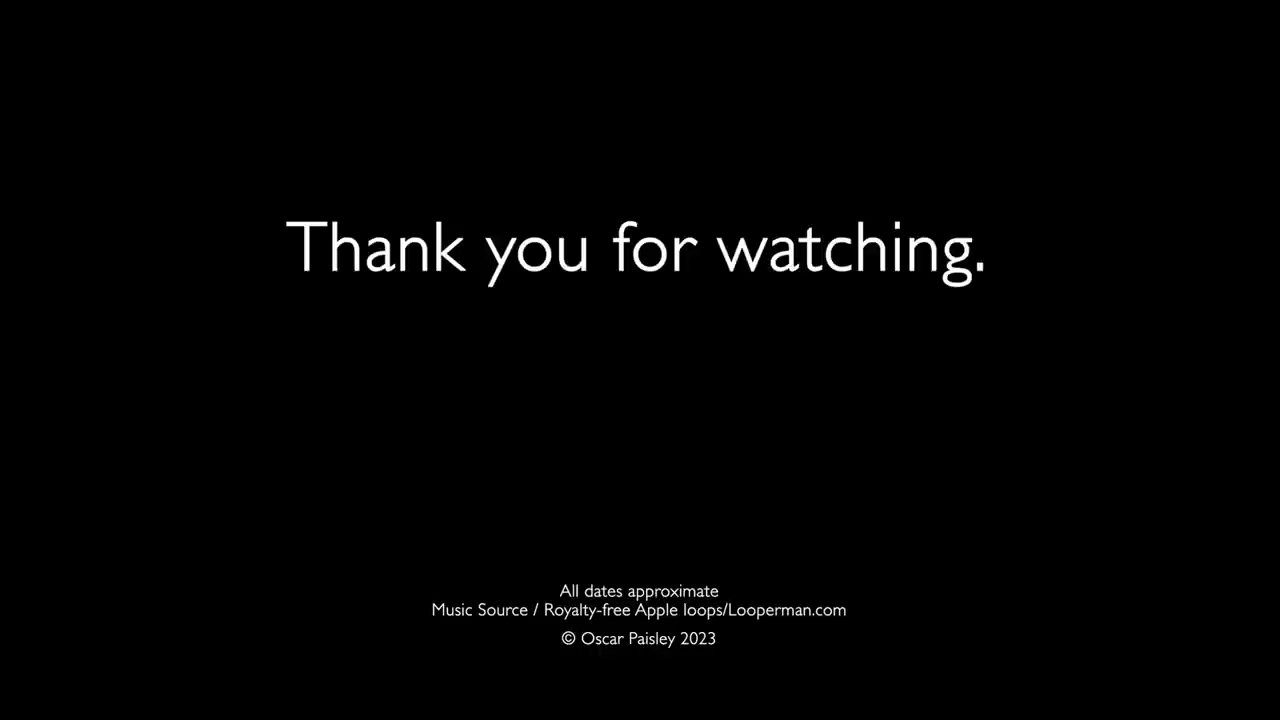 Thank you for watching.
All dates approximate
Music Source / Royalty-free Apple loops/Looperman.com
© Oscar Paisley 2023